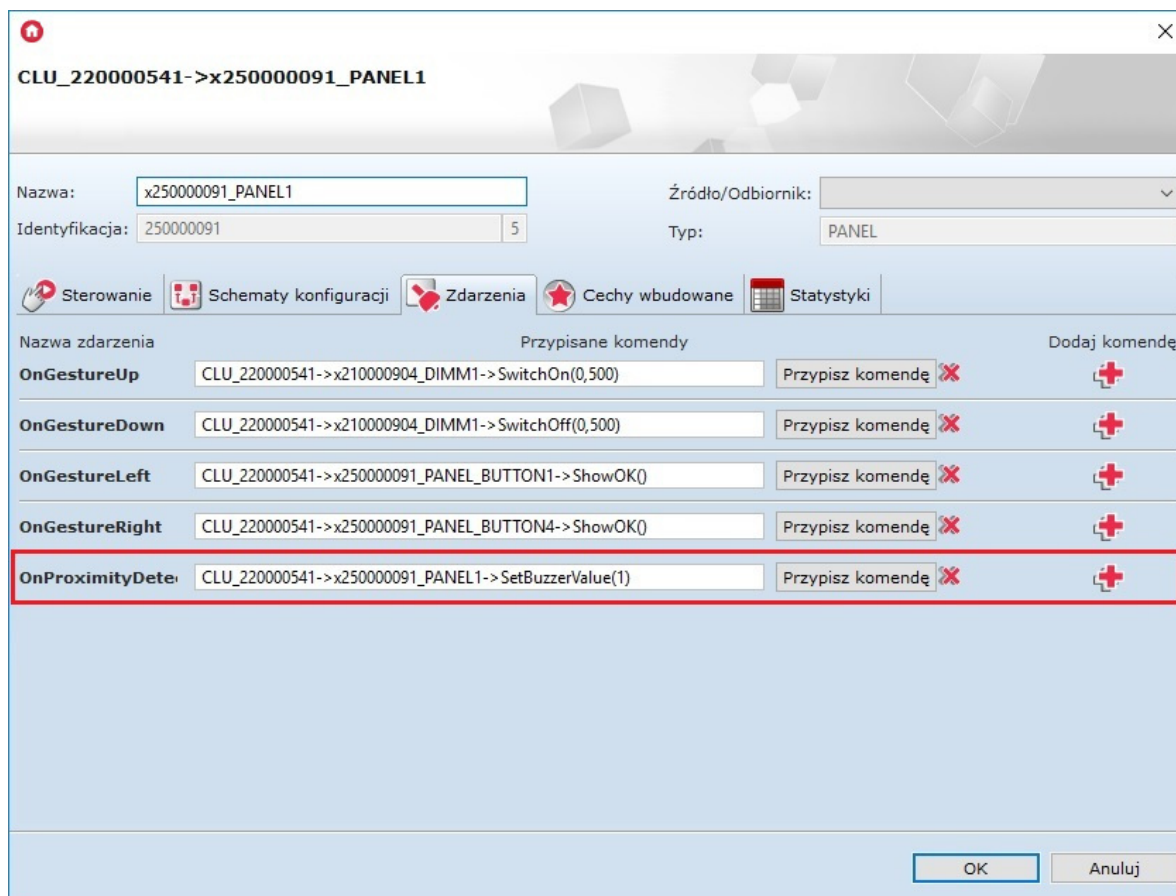 CLU_220000541->x250000091_PANEL1
Nazwa: x250000091_PANEL1 Źródło/Odbiornik:
Identyfikacja: 250000091 5 Typ: PANEL
Sterowanie Schematy konfiguracji Zdarzenia Cechy wbudowane Statystyki
Nazwa zdarzenia Przypisane komendy Dodaj komendę
OnGestureUp CLU_220000541->x210000904_DIMM1->SwitchOn(0,500) Przypisz komendę
OnGestureDown CLU_220000541->x210000904_DIMM1->SwitchOff(0,500) Przypisz komendę
OnGestureLeft CLU_220000541->x250000091_PANEL_BUTTON1->ShowOK() Przypisz komendę
OnGestureRight CLU_220000541->x250000091_PANEL_BUTTON4->ShowOK() Przypisz komendę
OnProximityDete CLU_220000541->x250000091_PANEL1->SetBuzzerValue(1) Przypisz komendę
OK Anuluj